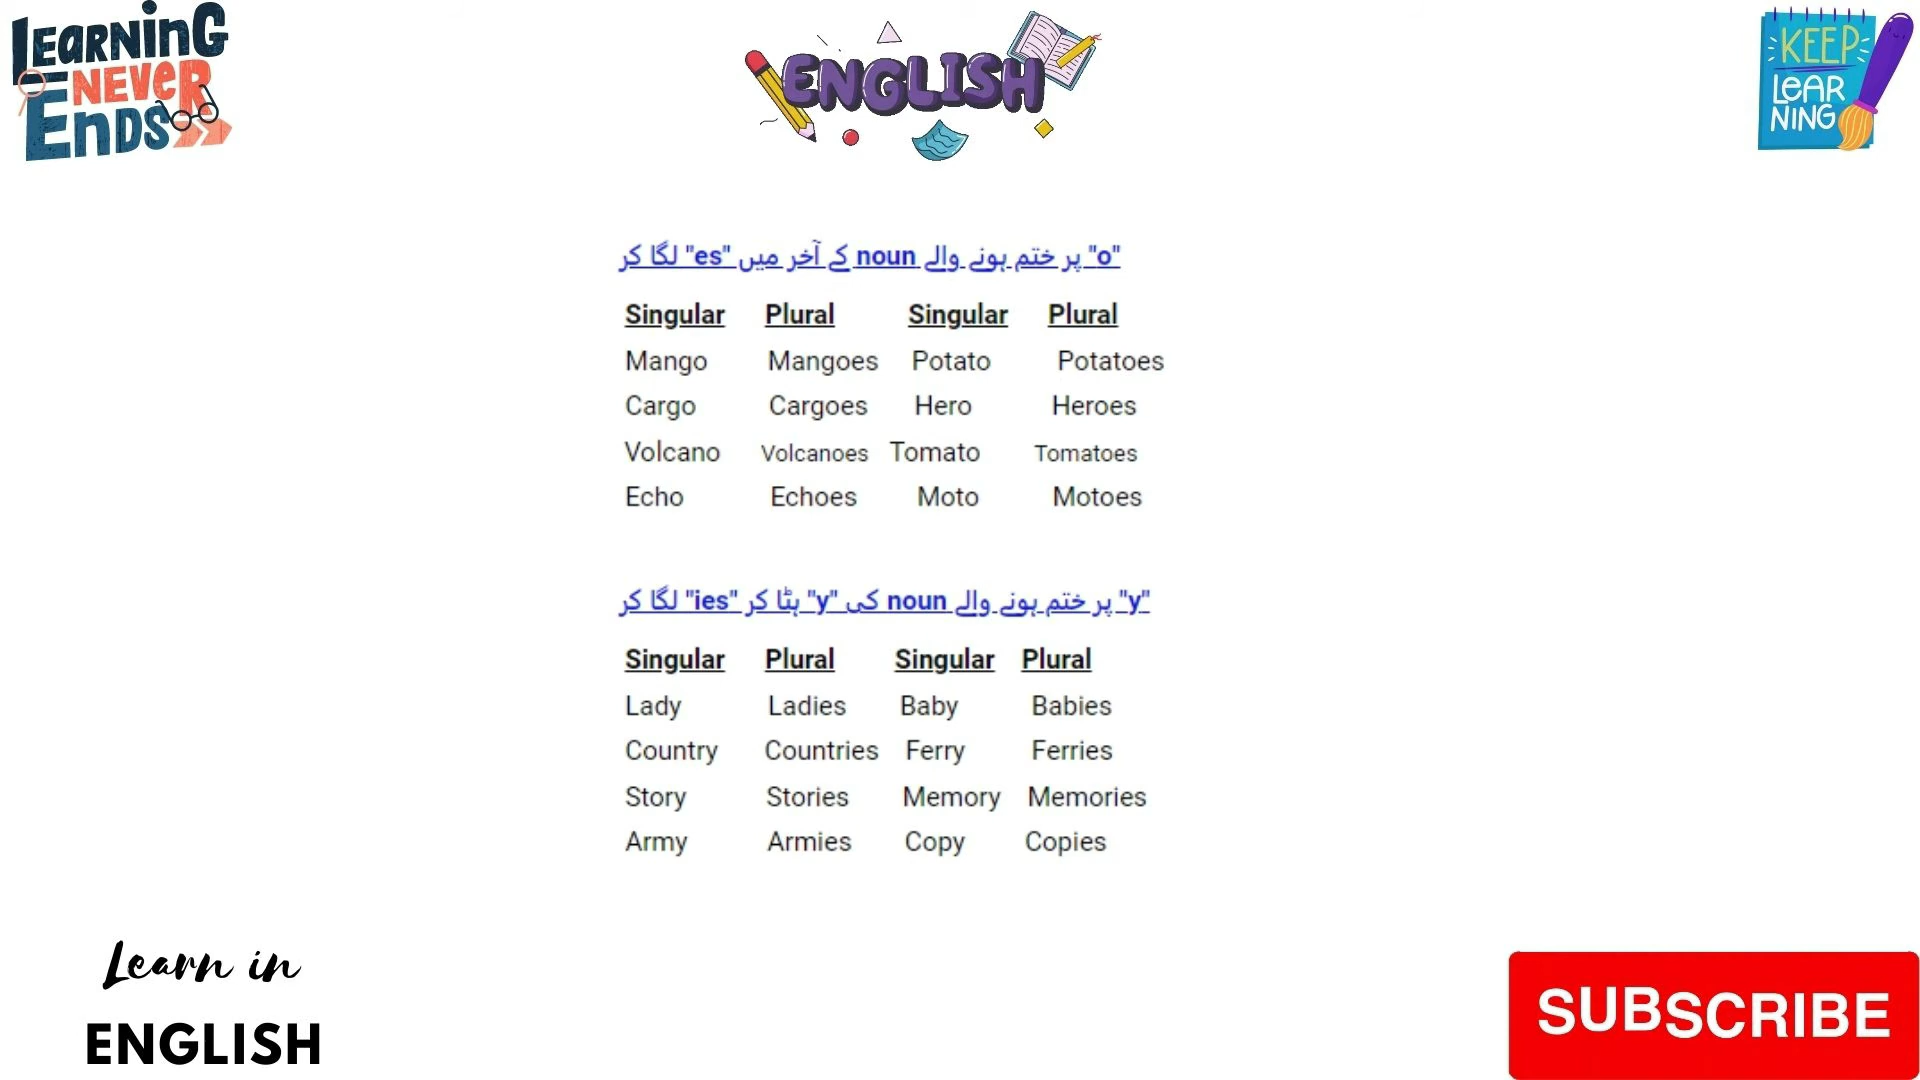 LEARNING
NEVER
ENDS
ENGLISH
KEEP
LEAR
NING
"o" پر ختم ہونے والے noun کے آخر میں "es" لگا کر
Singular Plural Singular Plural
Mango Mangoes Potato Potatoes
Cargo Cargoes Hero Heroes
Volcano Volcanoes Tomato Tomatoes
Echo Echoes Moto Motoes
"y" پر ختم ہونے والے noun کی "y" ہٹا کر "ies" لگا کر
Singular Plural Singular Plural
Lady Ladies Baby Babies
Country Countries Ferry Ferries
Story Stories Memory Memories
Army Armies Copy Copies
Learn in
ENGLISH
SUBSCRIBE